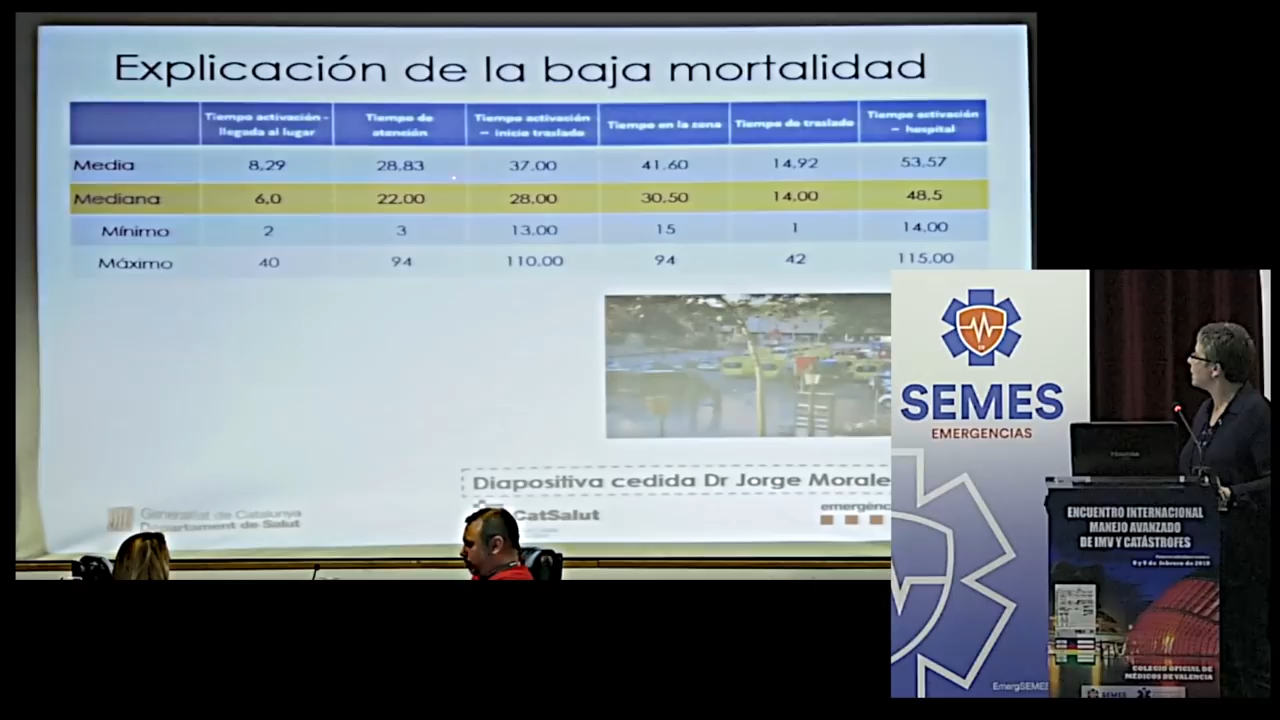 Explicación de la baja mortalidad
Tiempo activación - llegada al lugar
Tiempo de atención
Tiempo activación – inicio traslado
Tiempo en la zona
Tiempo de traslado
Tiempo activación – hospital
Media 8,29 28.83 37.00 41.60 14,92 53,57
Mediana 6,0 22.00 28,00 30,50 14,00 48,5
Mínimo 2 3 13.00 15 1 14.00
Máximo 40 94 110.00 94 42 115.00
Diapositiva cedida Dr Jorge Morale
Generalitat de Catalunya
Departament de Salut
CatSalut
emergènc
SEMES
EMERGENCIAS
EmergSEMES
ENCUENTRO INTERNACIONAL
MANEJO AVANZADO
DE IMV Y CATÁSTROFES
COLEGIO OFICIAL DE
MÉDICOS DE VALENCIA
SEMES